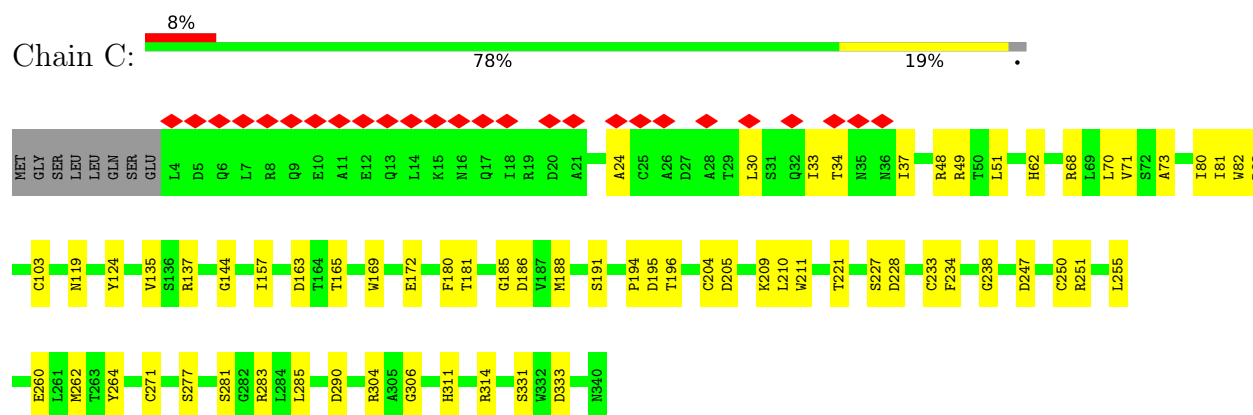 8%
Chain C:
78%
19%
•
MET GLY SER LEU LEU GLN SER GLU L4 D5 Q6 L7 R8 Q9 E10 A11 E12 Q13 L14 K15 N16 Q17 I18 R19 D20 A21 A24 C25 A26 D27 A28 T29 L30 S31 Q32 I33 T34 N35 N36 I37 R48 R49 T50 L51 H62 R68 L69 L70 V71 S72 A73 I80 I81 W82
C103 N119 Y124 V135 S136 R137 G144 I157 D163 T164 T165 W169 E172 F180 T181 G185 D186 V187 M188 S191 P194 D195 T196 C204 D205 K209 L210 W211 T221 S227 D228 C233 F234 G238 D247 C250 R251 L255
E260 L261 M262 T263 Y264 C271 S277 S281 G282 R283 L284 L285 D290 R304 A305 G306 H311 R314 S331 W332 D333 N340